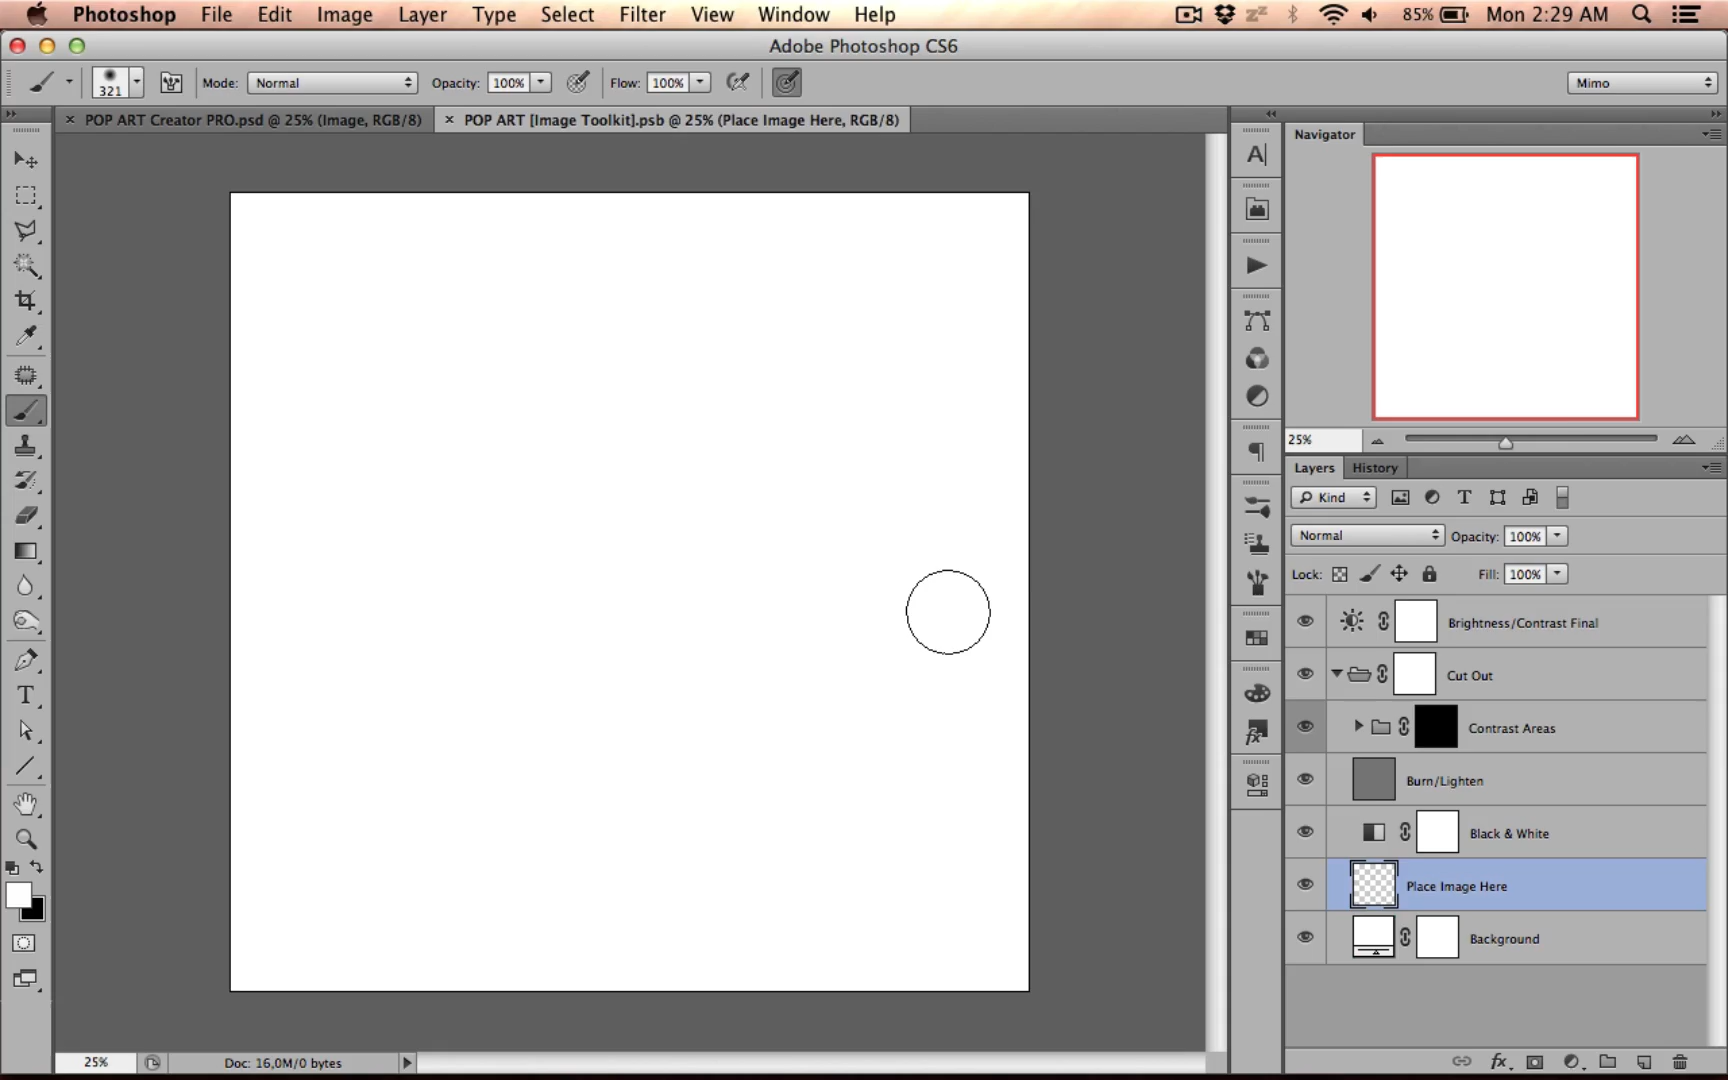 Photoshop File Edit Image Layer Type Select Filter View Window Help 85% Mon 2:29 AM
Adobe Photoshop CS6
321 Mode: Normal Opacity: 100% Flow: 100% Mimo
POP ART Creator PRO.psd @ 25% (Image, RGB/8) POP ART [Image Toolkit].psb @ 25% (Place Image Here, RGB/8)
Navigator
25%
Layers History
Kind
Normal Opacity: 100%
Lock: Fill: 100%
Brightness/Contrast Final
Cut Out
Contrast Areas
Burn/Lighten
Black & White
Place Image Here
Background
25% Doc: 16,0M/0 bytes